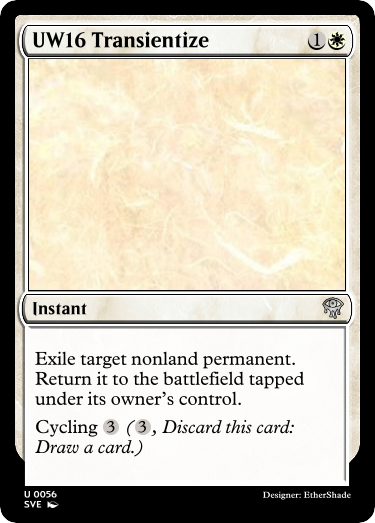 UW16 Transientize 1
Instant
Exile target nonland permanent.
Return it to the battlefield tapped
under its owner's control.
Cycling 3 (3, Discard this card:
Draw a card.)
U 0056
SVE
Designer: EtherShade